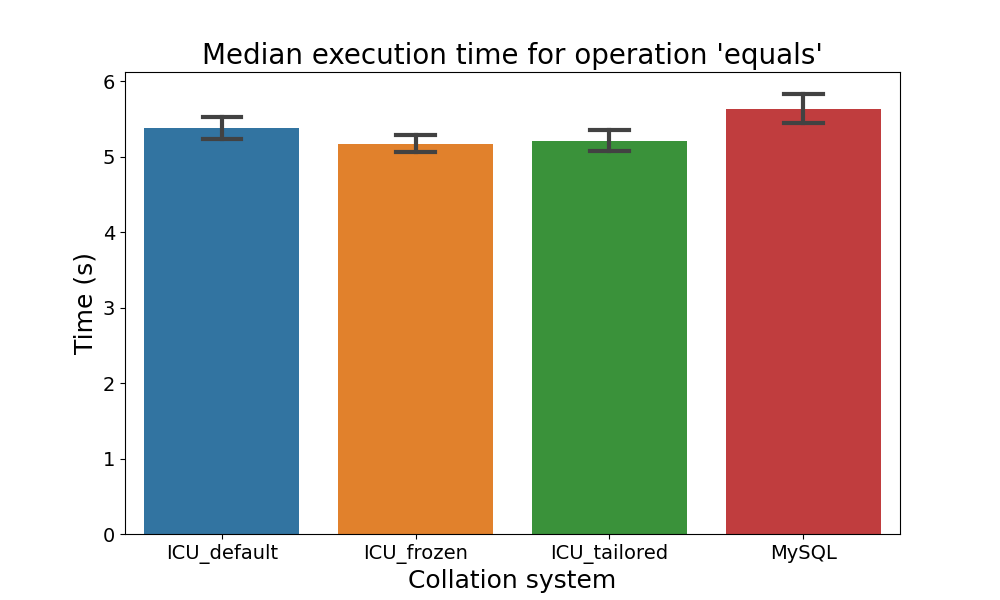 Median execution time for operation 'equals'
6
5
4
3
2
1
0
Time (s)
ICU_default ICU_frozen ICU_tailored MySQL
Collation system